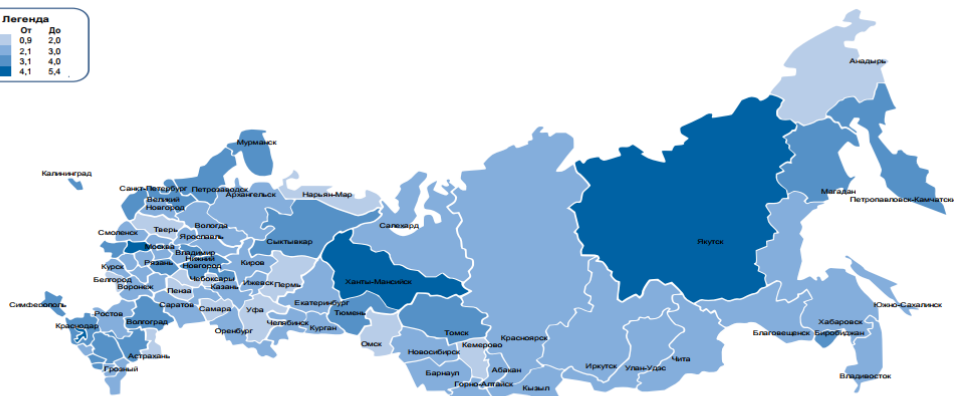 Легенда
От До
0,9 2,0
2,1 3,0
3,1 4,0
4,1 5,4
Анадырь
Мурманск
Калининград
Санкт-Петербург Петрозаводск
Великий
Новгород
Архангельск
Нарьян-Мар
Магадан
Петропавловск-Камчатки
Смоленск
Тверь
Вологда
Ярославль
Салехард
Сыктывкар
Якутск
Москва
Владимир
Рязань
Нижний
Новгород
Киров
Курск
Белгород
Воронеж
Чебоксары
Казань
Ижевск
Пермь
Ханты-Мансийск
Пенза
Симферополь
Саратов
Самара
Уфа
Екатеринбург
Тюмень
Южно-Сахалинск
Ростов
Волгоград
Краснодар
Оренбург
Челябинск
Курган
Томск
Хабаровск
Благовещенск
Биробиджан
Омск
Кемерово
Красноярск
Новосибирск
Астрахань
Грозный
Барнаул
Абакан
Иркутск
Улан-Удэс
Чита
Владивосток
Горно-Алтайск
Кызыл